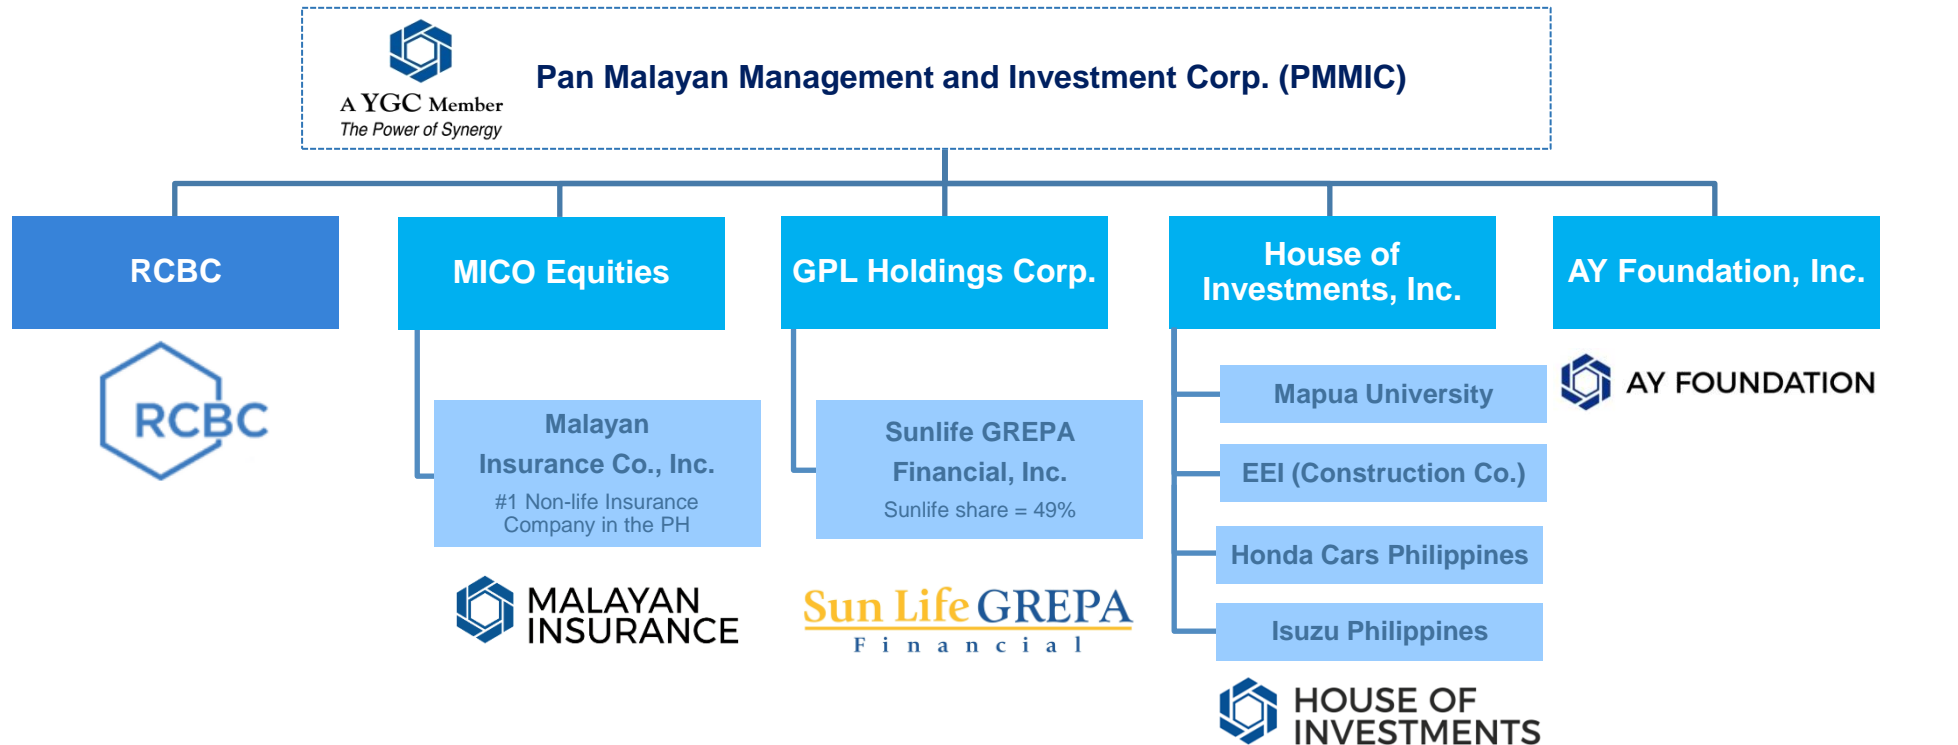 A YGC Member
The Power of Synergy
Pan Malayan Management and Investment Corp. (PMMIC)
RCBC
MICO Equities
GPL Holdings Corp.
House of
Investments, Inc.
AY Foundation, Inc.
RCBC
Malayan
Insurance Co., Inc.
#1 Non-life Insurance
Company in the PH
MALAYAN
INSURANCE
Sunlife GREPA
Financial, Inc.
Sunlife share = 49%
Sun Life GREPA
Financial
Mapua University
EEI (Construction Co.)
Honda Cars Philippines
Isuzu Philippines
HOUSE OF
INVESTMENTS
AY FOUNDATION